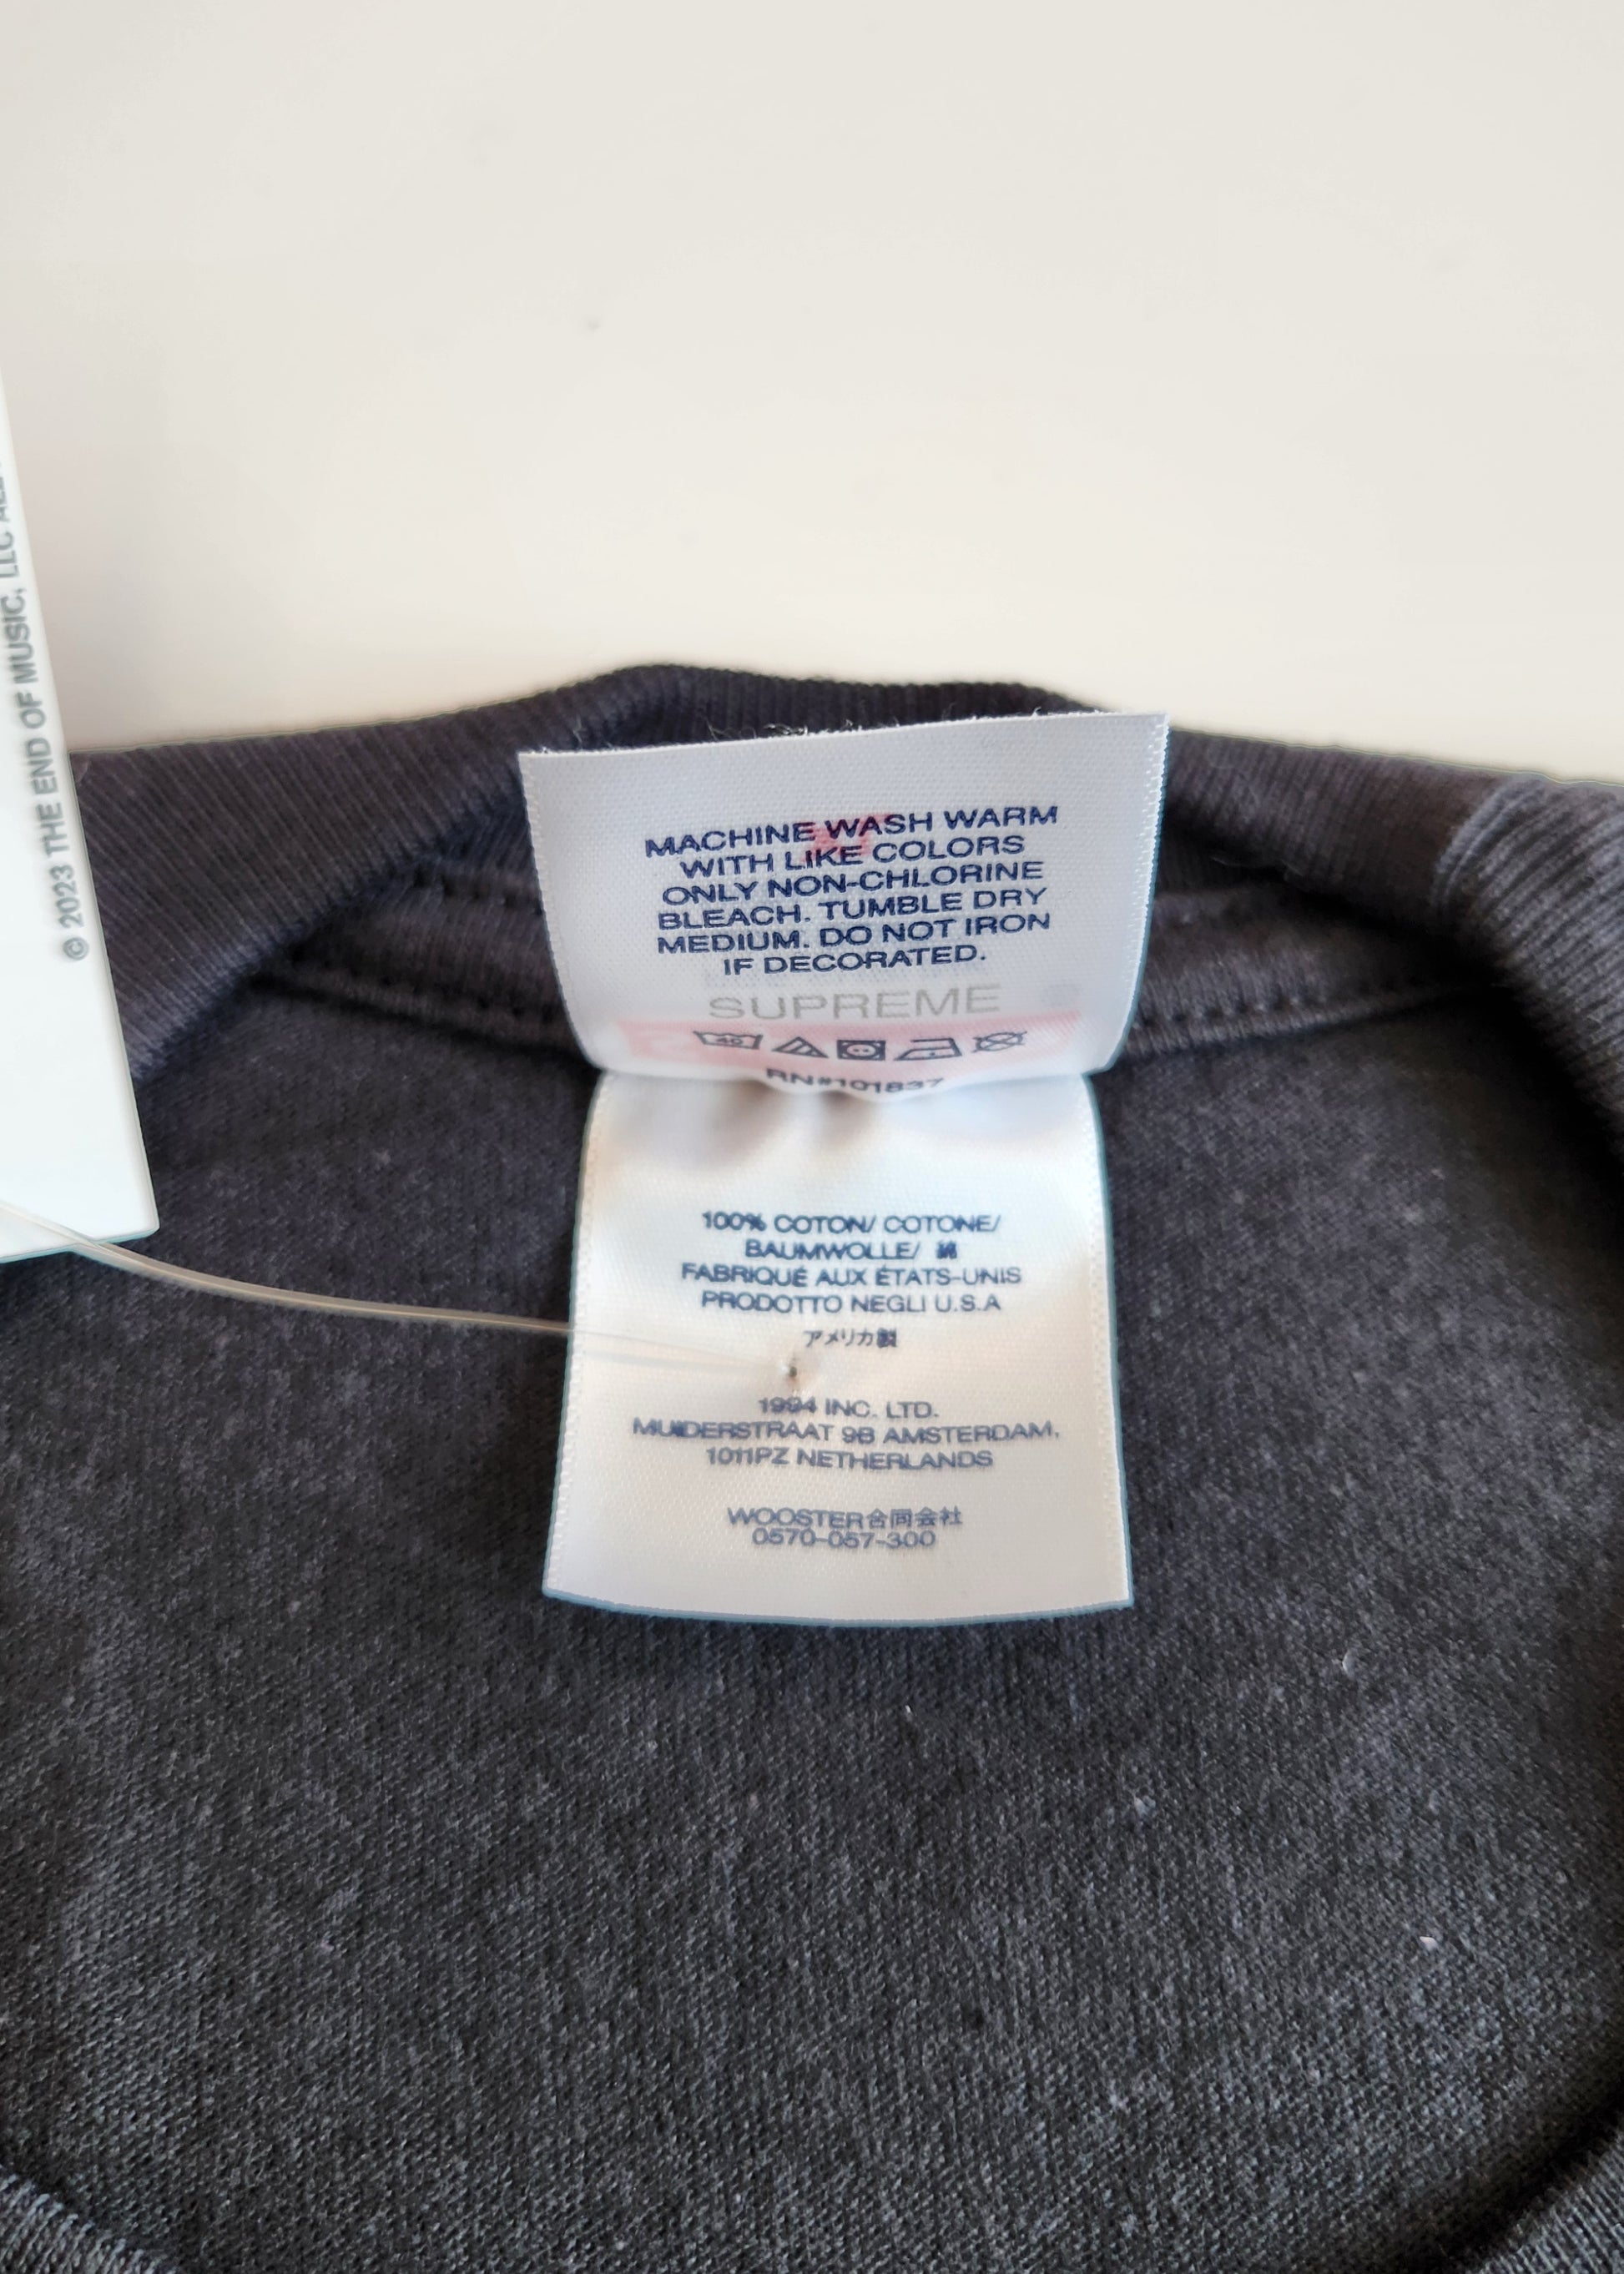 © 2023 THE END OF MUSIC, LLC
MACHINE WASH WARM
WITH LIKE COLORS
ONLY NON-CHLORINE
BLEACH. TUMBLE DRY
MEDIUM. DO NOT IRON
IF DECORATED.
SUPREME
40
RN#101837
100% COTON/ COTONE/
BAUMWOLLE/ 綿
FABRIQUÉ AUX ÉTATS-UNIS
PRODOTTO NEGLI U.S.A
アメリカ製
1994 INC. LTD.
MUIDERSTRAAT 9B AMSTERDAM,
1011PZ NETHERLANDS
WOOSTER合同会社
0570-057-300